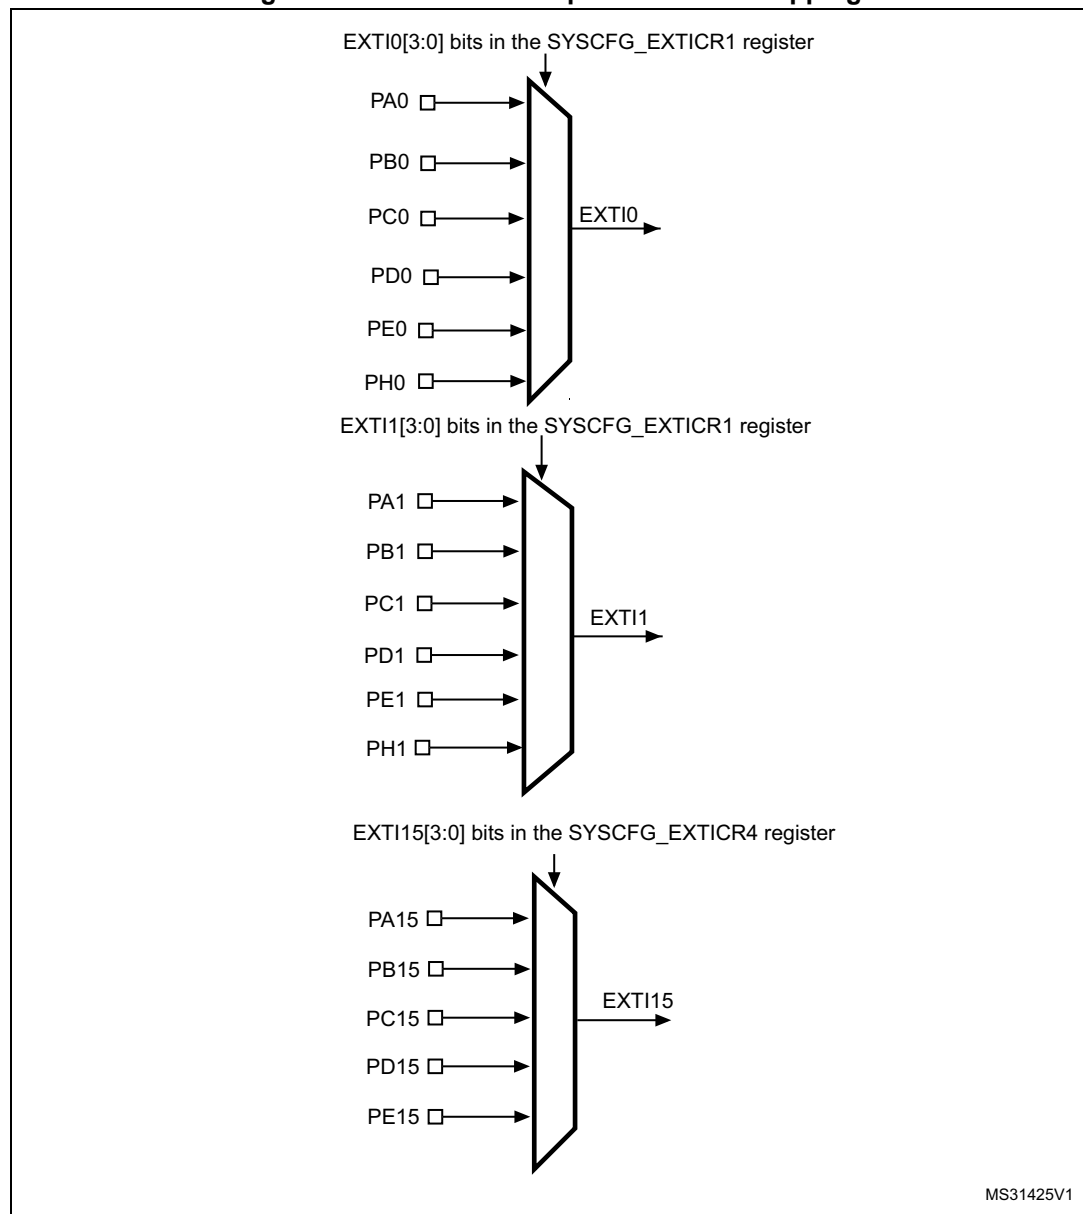 EXTI0[3:0] bits in the SYSCFG_EXTICR1 register
PA0
PB0
PC0
EXTI0
PD0
PE0
PH0
EXTI1[3:0] bits in the SYSCFG_EXTICR1 register
PA1
PB1
PC1
EXTI1
PD1
PE1
PH1
EXTI15[3:0] bits in the SYSCFG_EXTICR4 register
PA15
PB15
EXTI15
PC15
PD15
PE15
MS31425V1